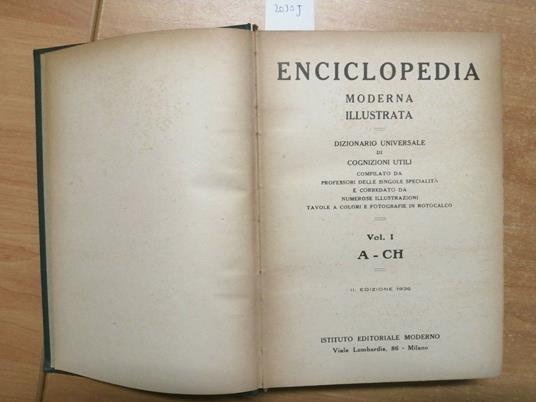 2030J
ENCICLOPEDIA
MODERNA
ILLUSTRATA
DIZIONARIO UNIVERSALE
DI
COGNIZIONI UTILI
COMPILATO DA
PROFESSORI DELLE SINGOLE SPECIALITÀ
E CORREDATO DA
NUMEROSE ILLUSTRAZIONI
TAVOLE A COLORI E FOTOGRAFIE IN ROTOCALCO
Vol. I
A - CH
II. EDIZIONE 1936
ISTITUTO EDITORIALE MODERNO
Viale Lombardia, 86 - Milano